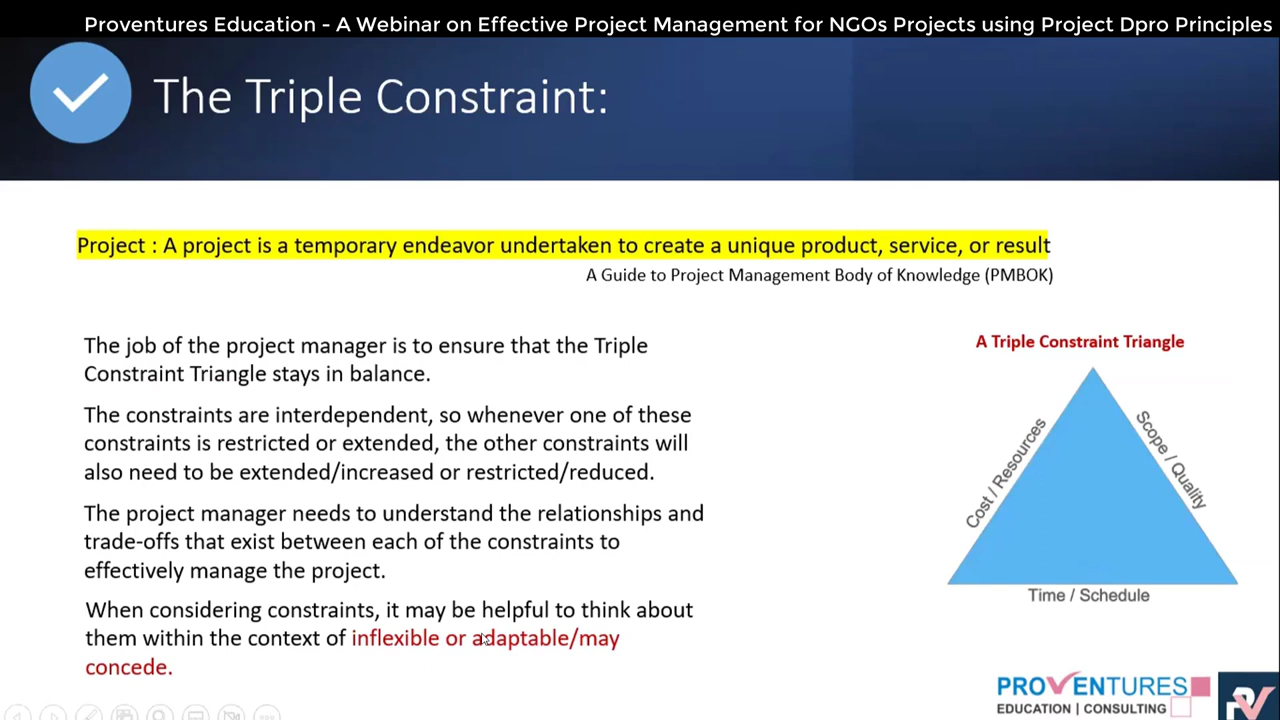 Proventures Education - A Webinar on Effective Project Management for NGOs Projects using Project Dpro Principles
The Triple Constraint:
Project : A project is a temporary endeavor undertaken to create a unique product, service, or result.
A Guide to Project Management Body of Knowledge (PMBOK)
The job of the project manager is to ensure that the Triple
Constraint Triangle stays in balance.
The constraints are interdependent, so whenever one of these
constraints is restricted or extended, the other constraints will
also need to be extended/increased or restricted/reduced.
The project manager needs to understand the relationships and
trade-offs that exist between each of the constraints to
effectively manage the project.
When considering constraints, it may be helpful to think about
them within the context of inflexible or adaptable/may
concede.
A Triple Constraint Triangle
Cost / Resources
Scope / Quality
Time / Schedule
PROVENTURES
EDUCATION | CONSULTING
PV